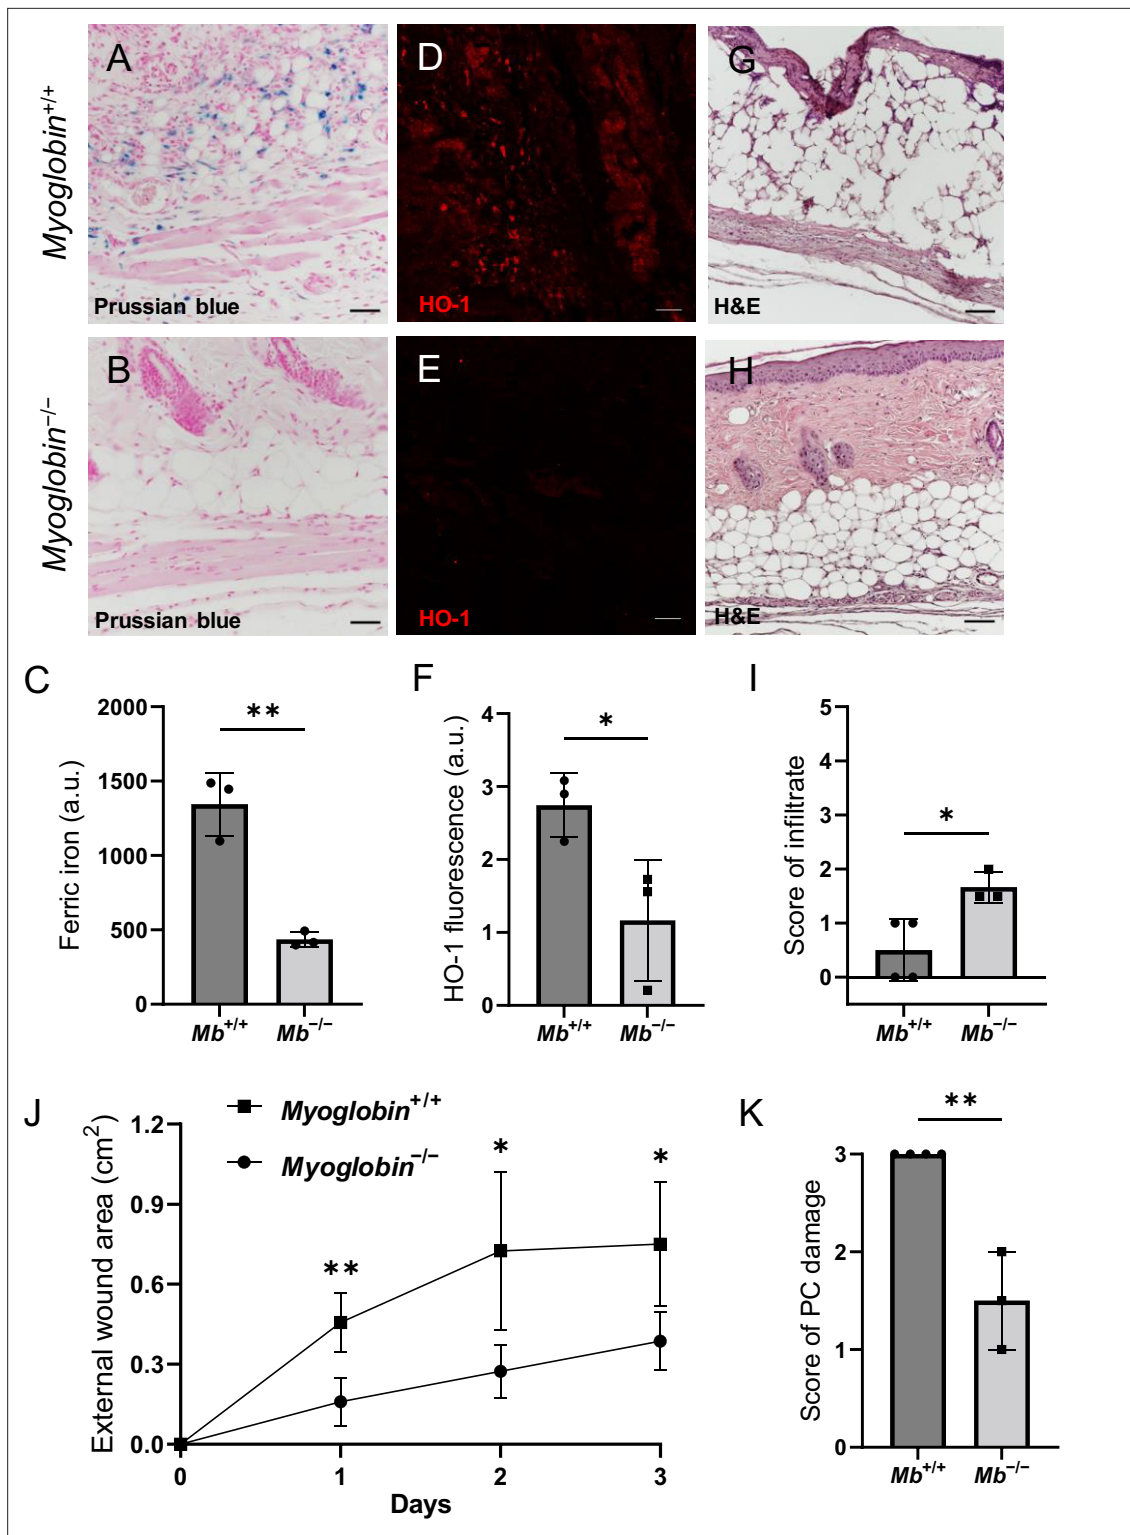 A
D
G
Myoglobin+/+
Prussian blue
HO-1
H&E
B
E
H
Myoglobin−/−
Prussian blue
HO-1
H&E
C
Ferric iron (a.u.)
2000
1500
1000
500
0
**
Mb+/+
Mb−/−
F
HO-1 fluorescence (a.u.)
4
3
2
1
0
*
Mb+/+
Mb−/−
I
Score of infiltrate
5
4
3
2
1
0
*
Mb+/+
Mb−/−
J
Myoglobin+/+
Myoglobin−/−
External wound area (cm²)
1.2
0.9
0.6
0.3
0.0
**
*
*
0
1
2
3
Days
K
Score of PC damage
3
2
1
0
**
Mb+/+
Mb−/−